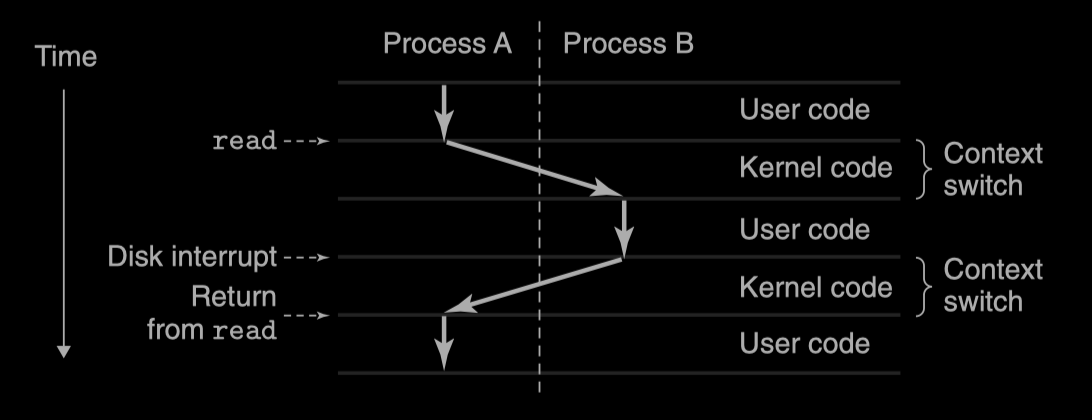 Process A
Process B
Time
User code
read
Kernel code
Context
switch
User code
Disk interrupt
Kernel code
Context
switch
Return
from read
User code